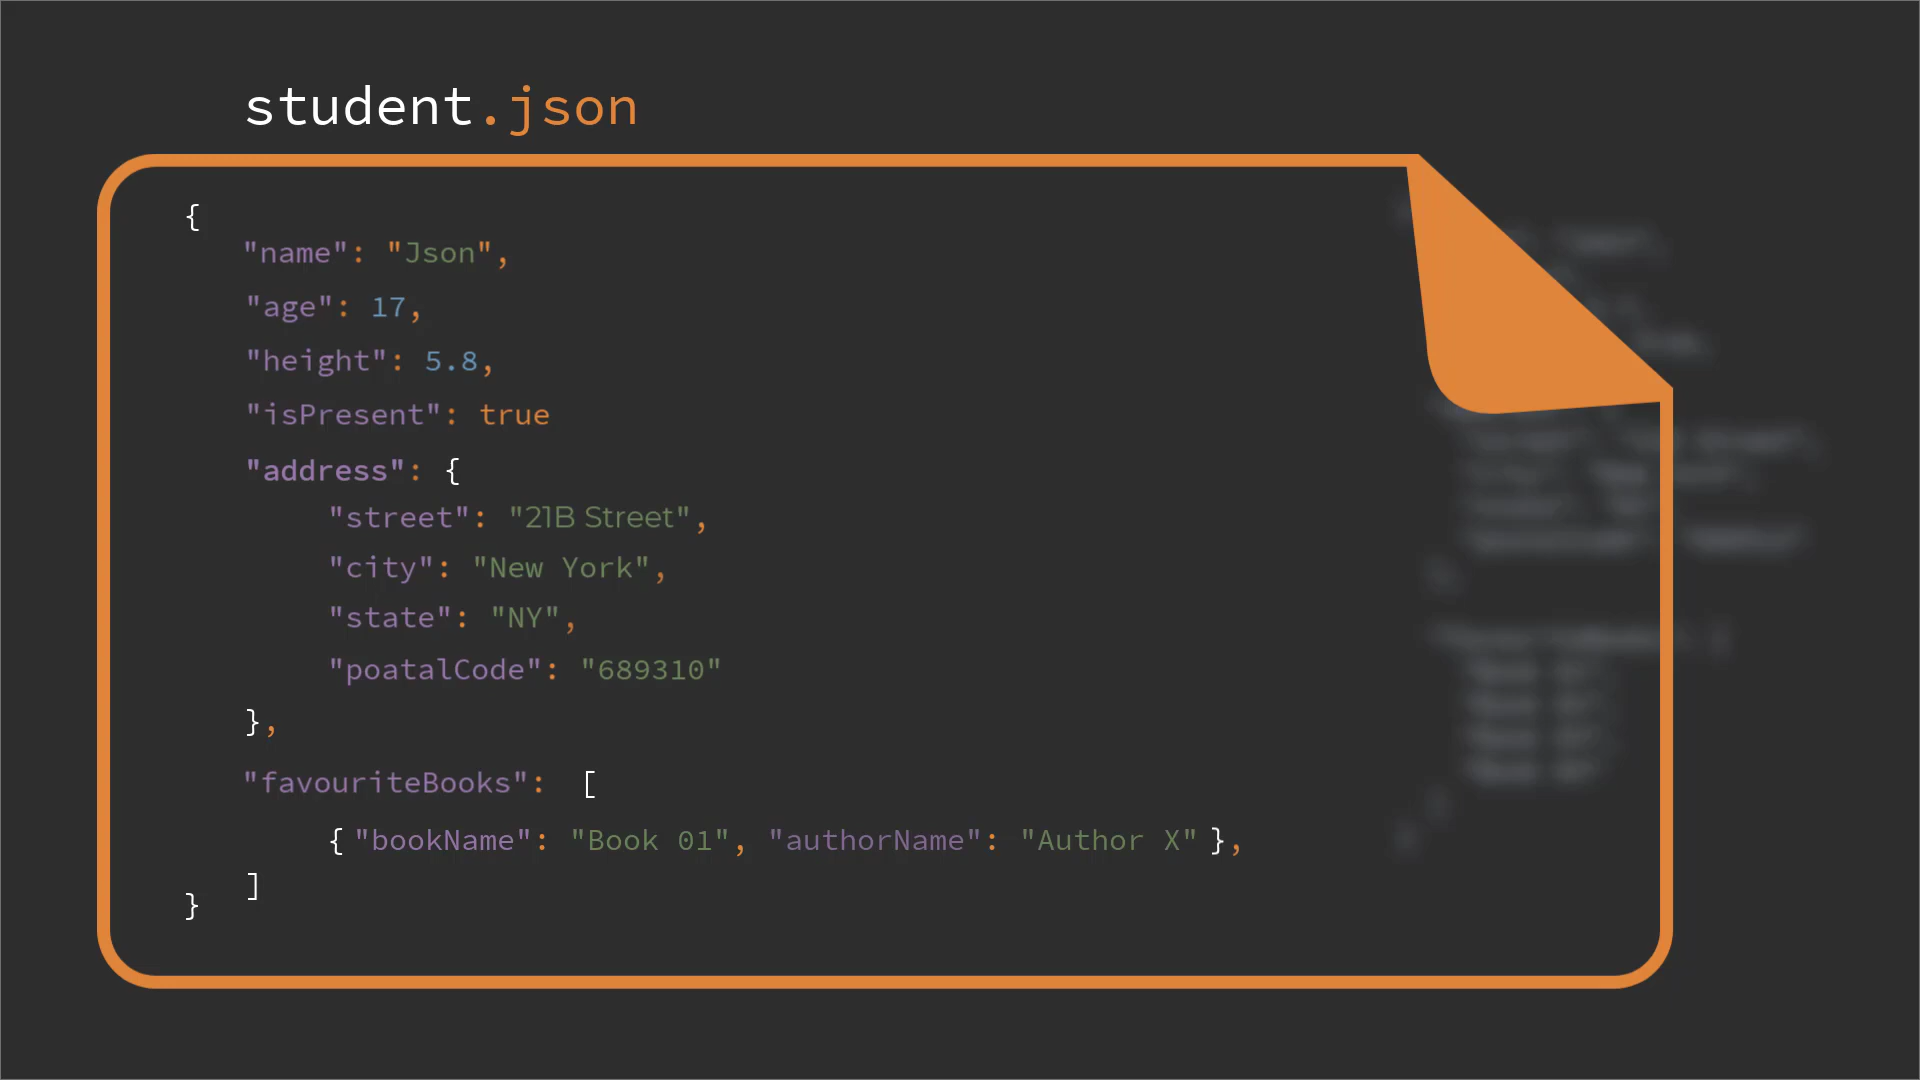 student.json
{
"name": "Json",
"age": 17,
"height": 5.8,
"isPresent": true
"address": {
"street": "21B Street",
"city": "New York",
"state": "NY",
"poatalCode": "689310"
},
"favouriteBooks": [
{ "bookName": "Book 01", "authorName": "Author X" },
]
}